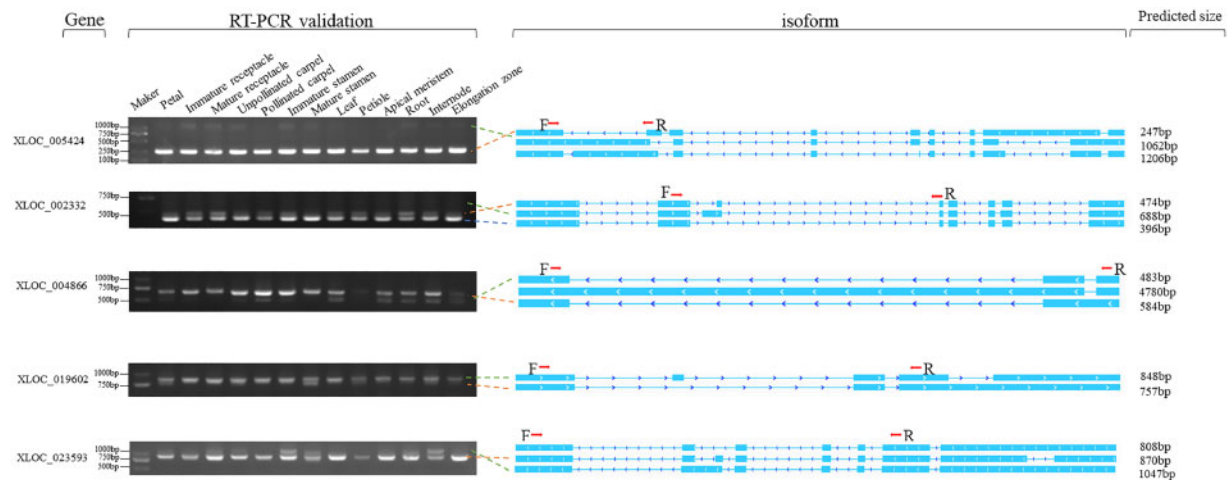 Gene RT-PCR validation isoform Predicted size
Maker Petal Immature receptacle Mature receptacle Unpollinated carpel Pollinated carpel Immature stamen Mature stamen Leaf Petiole Apical meristem Root Internode Elongation zone
XLOC_005424
1000bp
750bp
500bp
250bp
100bp
F R
247bp
1062bp
1206bp
XLOC_002332
750bp
500bp
F R
474bp
688bp
396bp
XLOC_004866
1000bp
750bp
500bp
F R
483bp
4780bp
584bp
XLOC_019602
1000bp
750bp
F R
848bp
757bp
XLOC_023593
1000bp
750bp
500bp
F R
808bp
870bp
1047bp